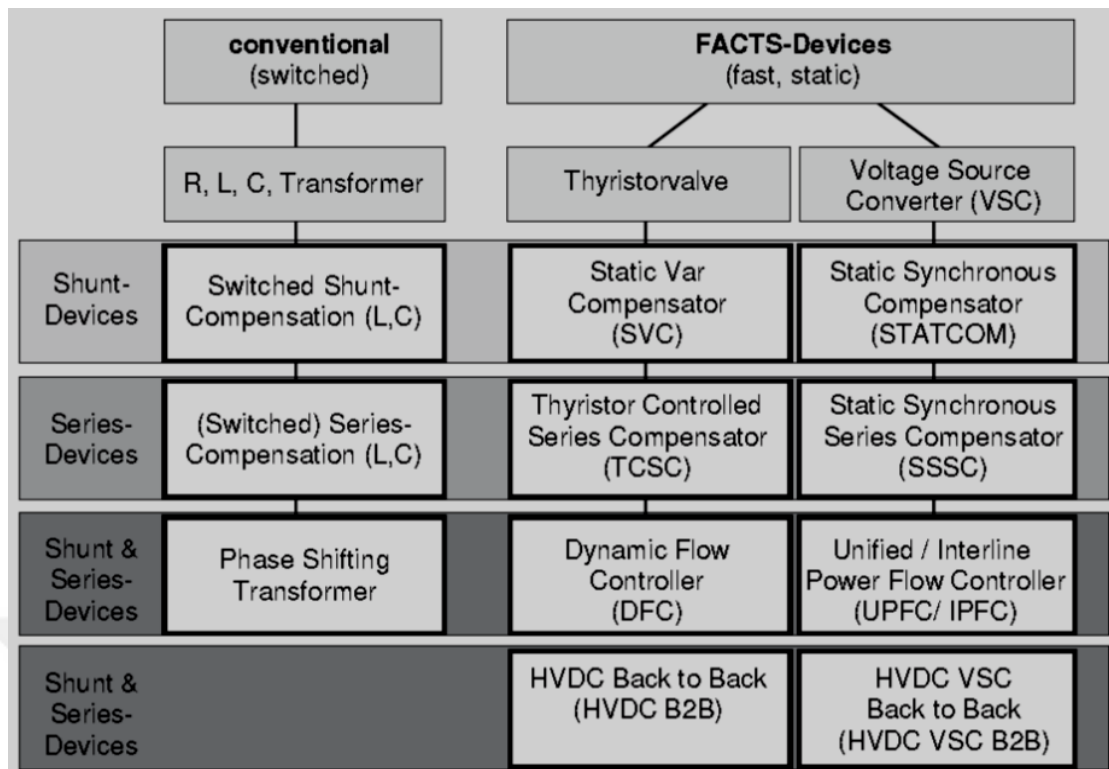 conventional
(switched)
FACTS-Devices
(fast, static)
R, L, C, Transformer
Thyristorvalve
Voltage Source
Converter (VSC)
Shunt-
Devices
Switched Shunt-
Compensation (L,C)
Static Var
Compensator
(SVC)
Static Synchronous
Compensator
(STATCOM)
Series-
Devices
(Switched) Series-
Compensation (L,C)
Thyristor Controlled
Series Compensator
(TCSC)
Static Synchronous
Series Compensator
(SSSC)
Shunt &
Series-
Devices
Phase Shifting
Transformer
Dynamic Flow
Controller
(DFC)
Unified / Interline
Power Flow Controller
(UPFC/ IPFC)
Shunt &
Series-
Devices
HVDC Back to Back
(HVDC B2B)
HVDC VSC
Back to Back
(HVDC VSC B2B)